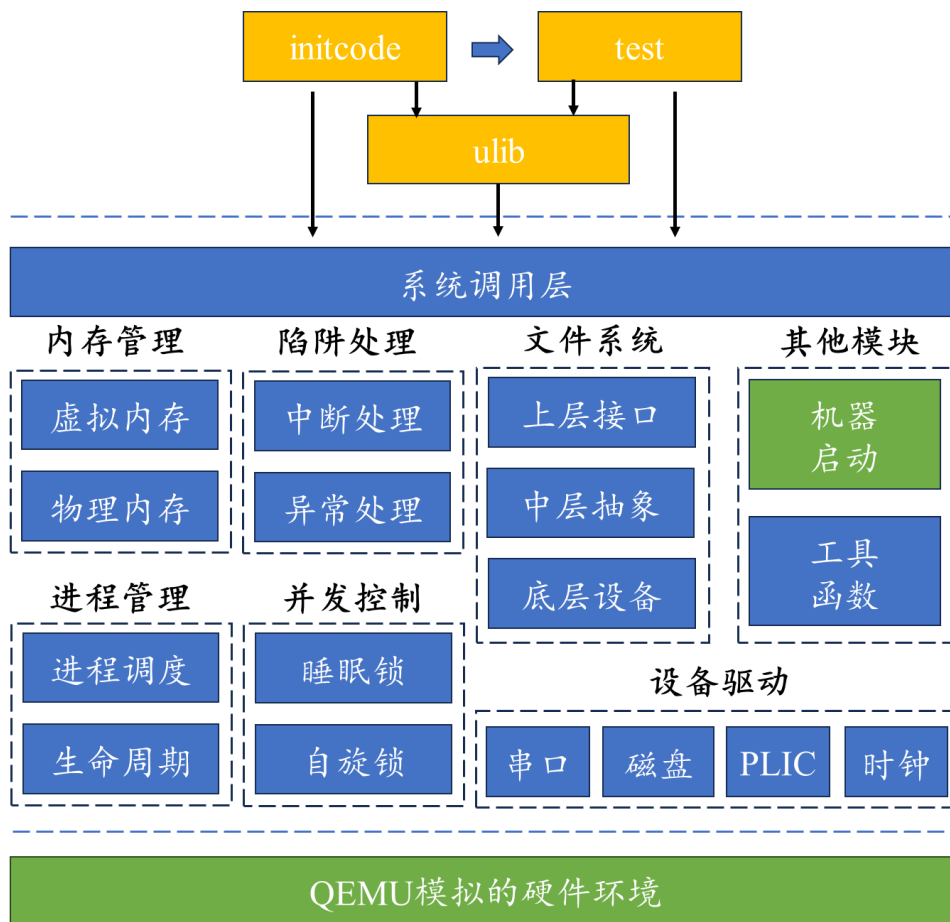 initcode
test
ulib
系统调用层
内存管理
虚拟内存
物理内存
陷阱处理
中断处理
异常处理
文件系统
上层接口
中层抽象
底层设备
其他模块
机器
启动
工具
函数
进程管理
进程调度
生命周期
并发控制
睡眠锁
自旋锁
设备驱动
串口
磁盘
PLIC
时钟
QEMU模拟的硬件环境